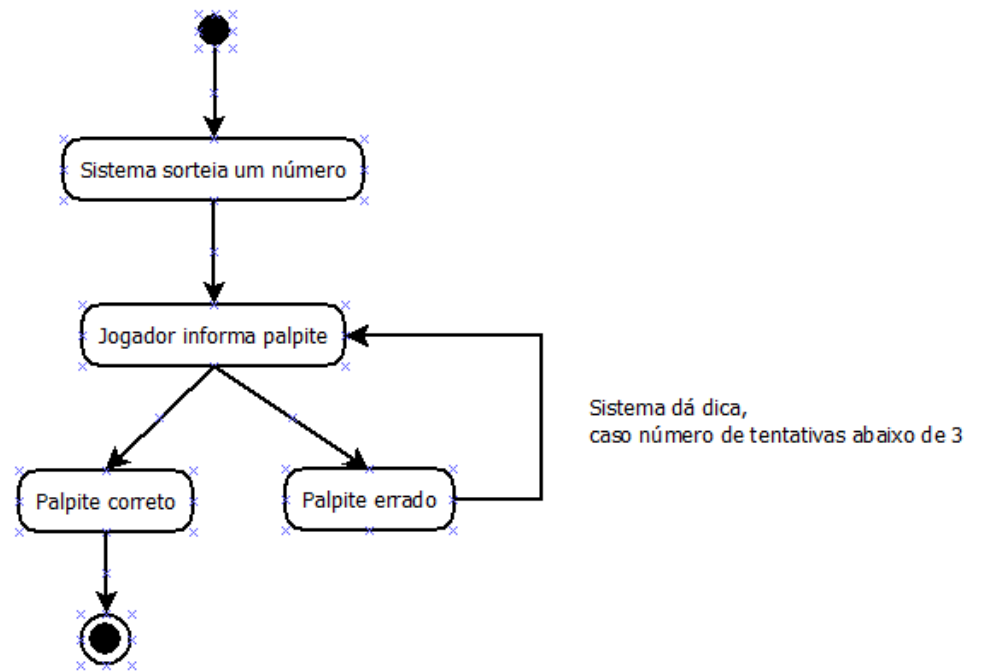 Sistema sorteia um número
Jogador informa palpite
Sistema dá dica,
caso número de tentativas abaixo de 3
Palpite correto
Palpite errado